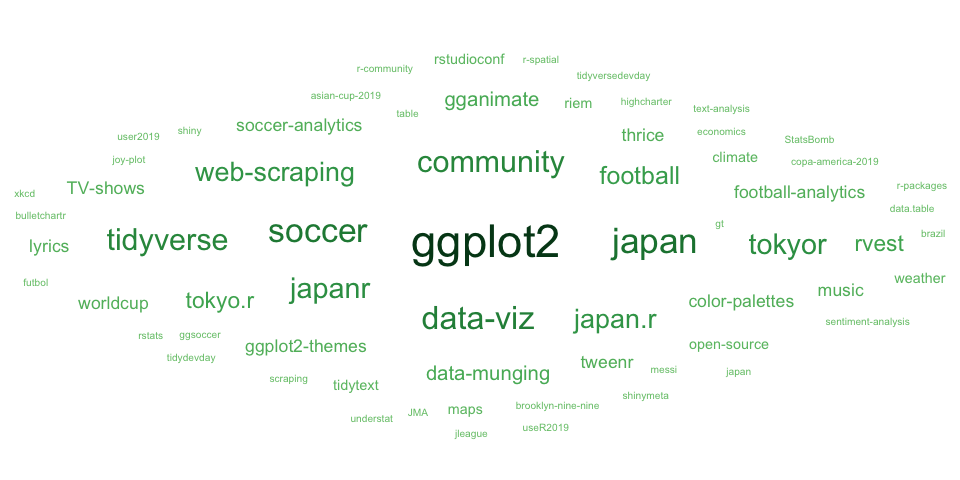 rstudioconf
r-spatial
r-community
tidyversedevday
asian-cup-2019
gganimate
riem
highcharter
text-analysis
table
user2019
shiny
soccer-analytics
thrice
economics
StatsBomb
joy-plot
web-scraping
community
football
climate
copa-america-2019
xkcd
TV-shows
football-analytics
r-packages
bulletchartr
data.table
lyrics
tidyverse
soccer
ggplot2
japan
gt
tokyor
rvest
brazil
futbol
worldcup
tokyo.r
japanr
color-palettes
music
weather
data-viz
japan.r
sentiment-analysis
rstats
ggsoccer
tidydevday
ggplot2-themes
open-source
scraping
tidytext
data-munging
tweenr
messi
japan
understat
JMA
maps
brooklyn-nine-nine
shinymeta
jleague
useR2019